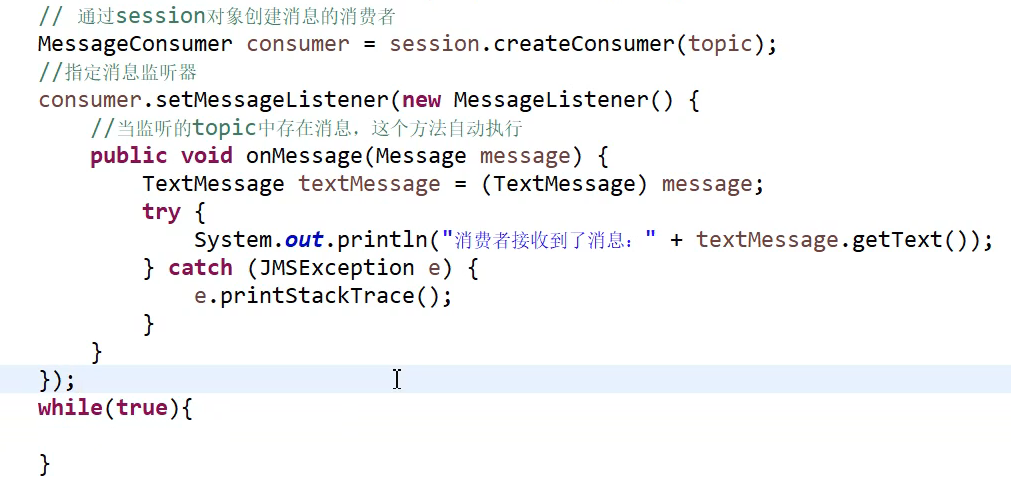 // 通过session对象创建消息的消费者
MessageConsumer consumer = session.createConsumer(topic);
//指定消息监听器
consumer.setMessageListener(new MessageListener() {
//当监听的topic中存在消息，这个方法自动执行
public void onMessage(Message message) {
TextMessage textMessage = (TextMessage) message;
try {
System.out.println("消费者接收到了消息：" + textMessage.getText());
} catch (JMSException e) {
e.printStackTrace();
}
}
});
while(true){
}